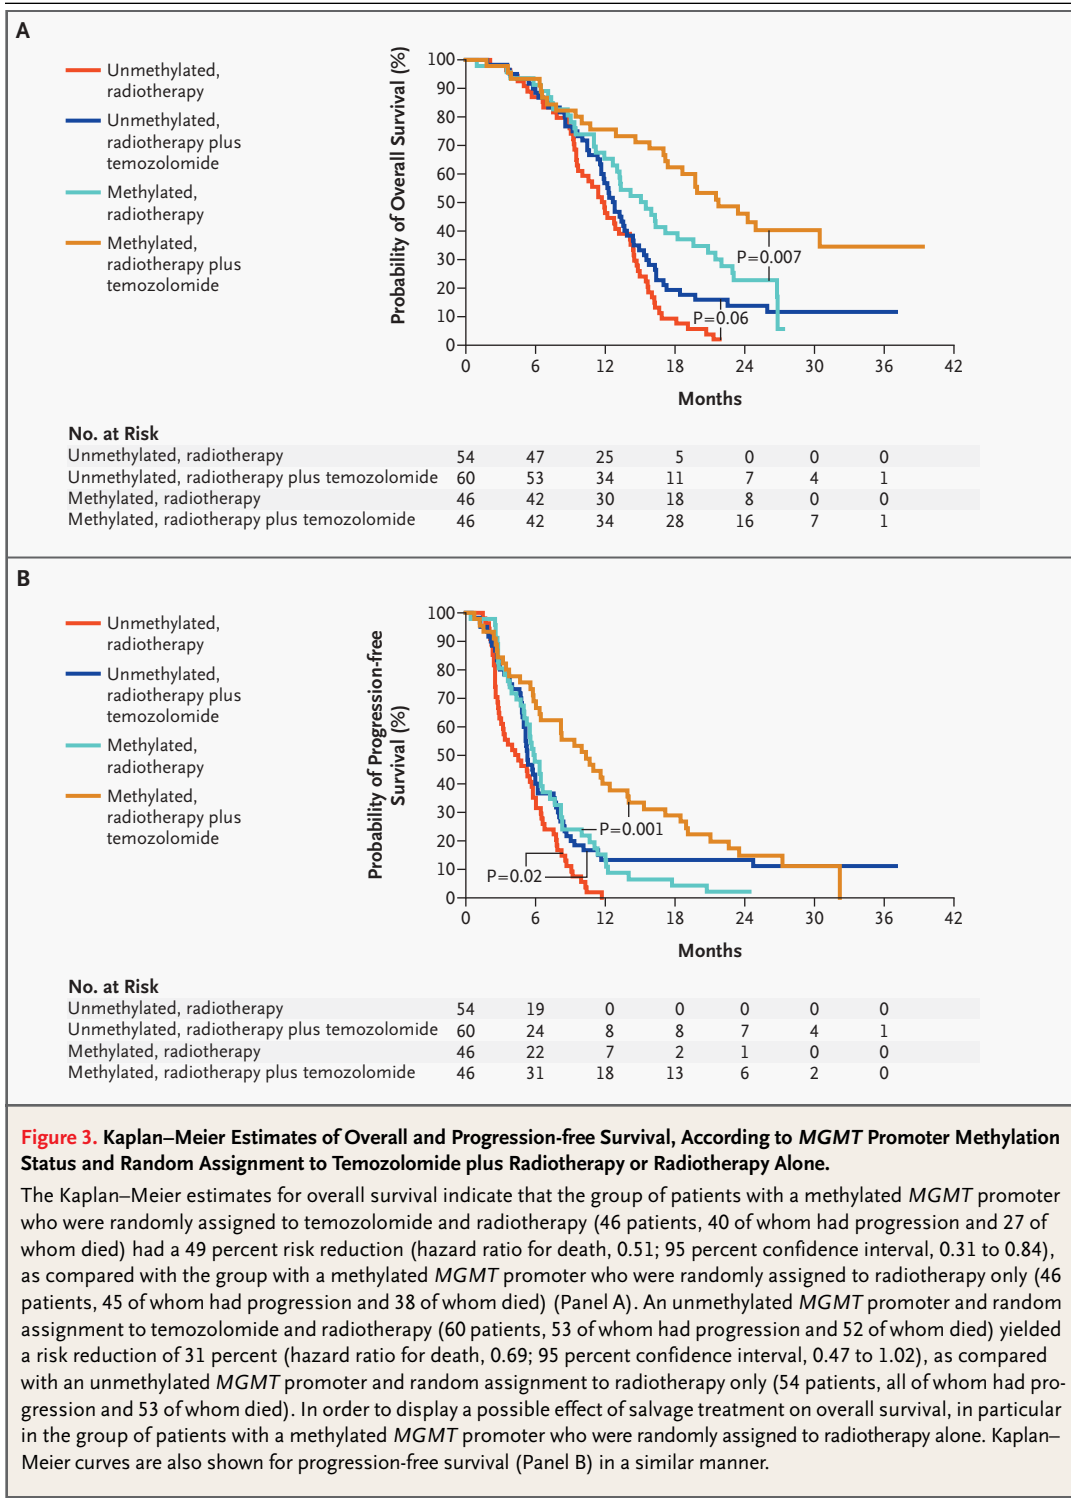 A
Unmethylated,
radiotherapy
Unmethylated,
radiotherapy plus
temozolomide
Methylated,
radiotherapy
Methylated,
radiotherapy plus
temozolomide
Probability of Overall Survival (%)
100
90
80
70
60
50
40
30
20
10
0
P=0.007
P=0.06
0 6 12 18 24 30 36 42
Months
No. at Risk
Unmethylated, radiotherapy 54 47 25 5 0 0 0
Unmethylated, radiotherapy plus temozolomide 60 53 34 11 7 4 1
Methylated, radiotherapy 46 42 30 18 8 0 0
Methylated, radiotherapy plus temozolomide 46 42 34 28 16 7 1
B
Unmethylated,
radiotherapy
Unmethylated,
radiotherapy plus
temozolomide
Methylated,
radiotherapy
Methylated,
radiotherapy plus
temozolomide
Probability of Progression-free
Survival (%)
100
90
80
70
60
50
40
30
20
10
0
P=0.001
P=0.02
0 6 12 18 24 30 36 42
Months
No. at Risk
Unmethylated, radiotherapy 54 19 0 0 0 0 0
Unmethylated, radiotherapy plus temozolomide 60 24 8 8 7 4 1
Methylated, radiotherapy 46 22 7 2 1 0 0
Methylated, radiotherapy plus temozolomide 46 31 18 13 6 2 0
Figure 3. Kaplan–Meier Estimates of Overall and Progression-free Survival, According to MGMT Promoter Methylation
Status and Random Assignment to Temozolomide plus Radiotherapy or Radiotherapy Alone.
The Kaplan–Meier estimates for overall survival indicate that the group of patients with a methylated MGMT promoter
who were randomly assigned to temozolomide and radiotherapy (46 patients, 40 of whom had progression and 27 of
whom died) had a 49 percent risk reduction (hazard ratio for death, 0.51; 95 percent confidence interval, 0.31 to 0.84),
as compared with the group with a methylated MGMT promoter who were randomly assigned to radiotherapy only (46
patients, 45 of whom had progression and 38 of whom died) (Panel A). An unmethylated MGMT promoter and random
assignment to temozolomide and radiotherapy (60 patients, 53 of whom had progression and 52 of whom died) yielded
a risk reduction of 31 percent (hazard ratio for death, 0.69; 95 percent confidence interval, 0.47 to 1.02), as compared
with an unmethylated MGMT promoter and random assignment to radiotherapy only (54 patients, all of whom had pro-
gression and 53 of whom died). In order to display a possible effect of salvage treatment on overall survival, in particular
in the group of patients with a methylated MGMT promoter who were randomly assigned to radiotherapy alone. Kaplan–
Meier curves are also shown for progression-free survival (Panel B) in a similar manner.